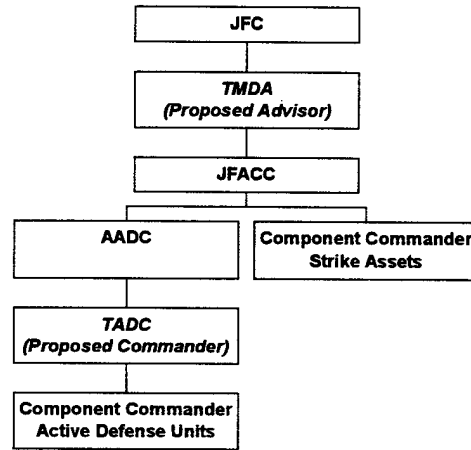 JFC
TMDA
(Proposed Advisor)
JFACC
AADC
Component Commander
Strike Assets
TADC
(Proposed Commander)
Component Commander
Active Defense Units